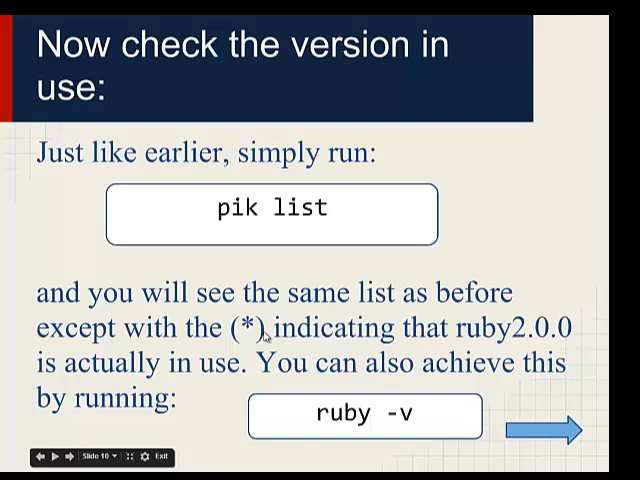 Now check the version in
use:
Just like earlier, simply run:
pik list
and you will see the same list as before
except with the (*) indicating that ruby2.0.0
is actually in use. You can also achieve this
by running:
ruby -v
Slide 10
Exit